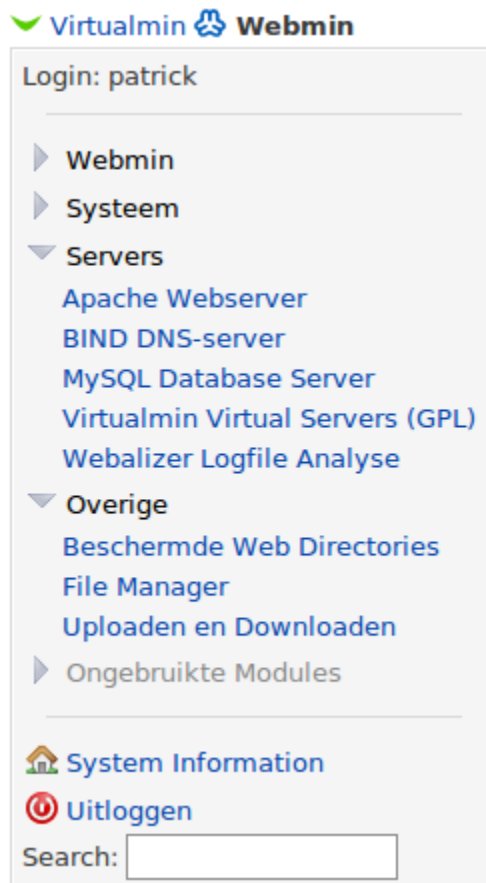 Virtualmin Webmin
Login: patrick
Webmin
Systeem
Servers
Apache Webserver
BIND DNS-server
MySQL Database Server
Virtualmin Virtual Servers (GPL)
Webalizer Logfile Analyse
Overige
Beschermde Web Directories
File Manager
Uploaden en Downloaden
Ongebruikte Modules
System Information
Uitloggen
Search: